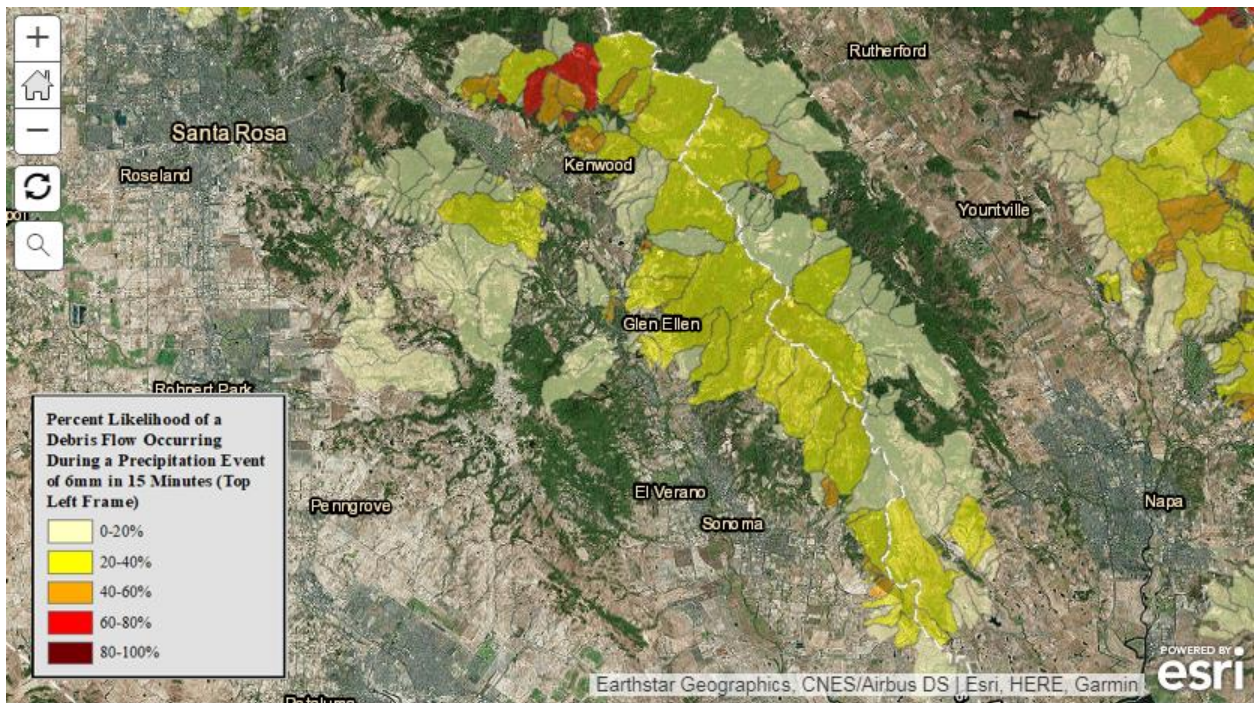 +
−
Rutherford
Santa Rosa
Kenwood
Roseland
Yountville
Glen Ellen
Rohnert Park
Percent Likelihood of a
Debris Flow Occurring
During a Precipitation Event
of 6mm in 15 Minutes (Top
Left Frame)
0-20%
20-40%
40-60%
60-80%
80-100%
El Verano
Penngrove
Sonoma
Napa
POWERED BY
esri
Earthstar Geographics, CNES/Airbus DS | Esri, HERE, Garmin
Petaluma